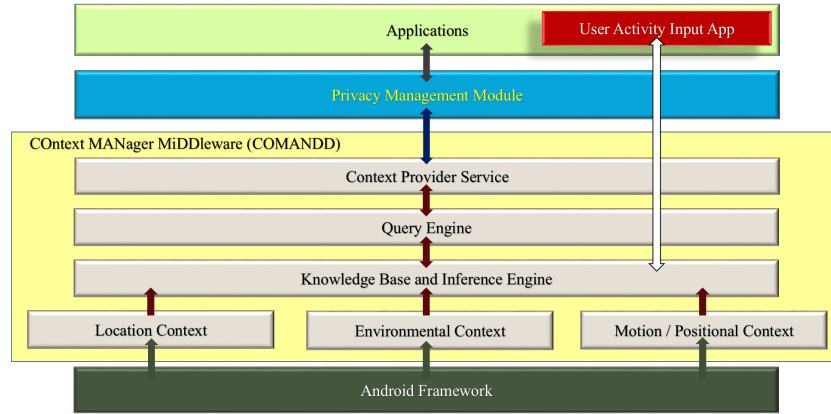 Applications
User Activity Input App
Privacy Management Module
COntext MANager MiDDleware (COMANDD)
Context Provider Service
Query Engine
Knowledge Base and Inference Engine
Location Context
Environmental Context
Motion / Positional Context
Android Framework